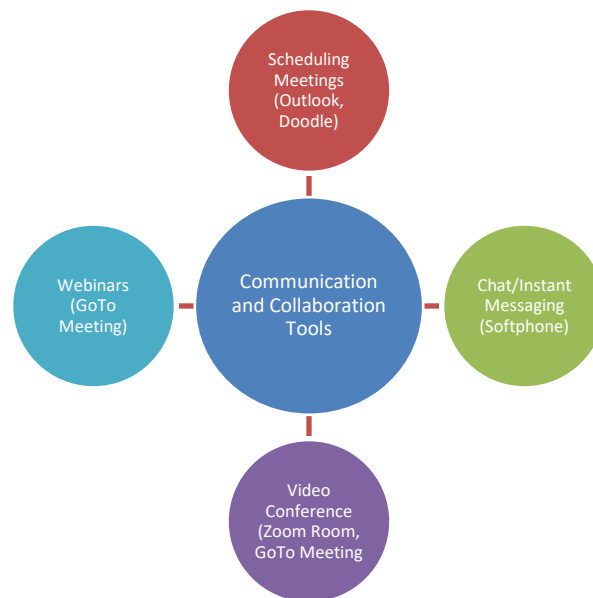 Scheduling
Meetings
(Outlook,
Doodle)
Webinars
(GoTo
Meeting)
Communication
and Collaboration
Tools
Chat/Instant
Messaging
(Softphone)
Video
Conference
(Zoom Room,
GoTo Meeting